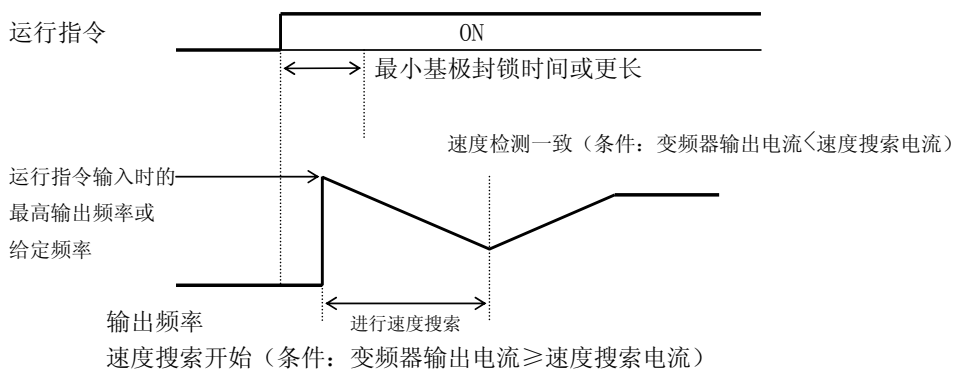 运行指令
ON
最小基极封锁时间或更长
速度检测一致（条件：变频器输出电流<速度搜索电流）
运行指令输入时的
最高输出频率或
给定频率
输出频率
进行速度搜索
速度搜索开始（条件：变频器输出电流≥速度搜索电流）